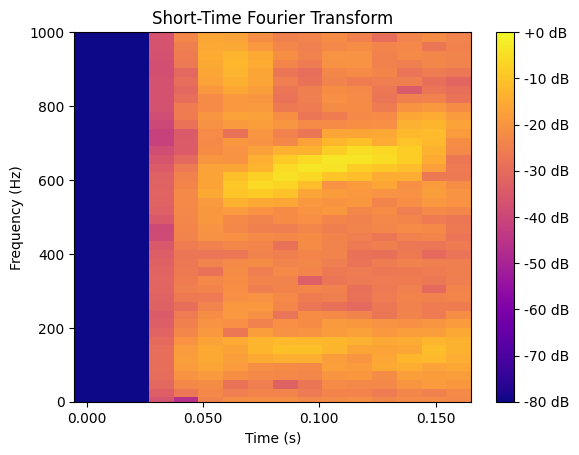 Short-Time Fourier Transform
1000
800
600
400
200
0
Frequency (Hz)
0.000
0.050
0.100
0.150
Time (s)
+0 dB
-10 dB
-20 dB
-30 dB
-40 dB
-50 dB
-60 dB
-70 dB
-80 dB